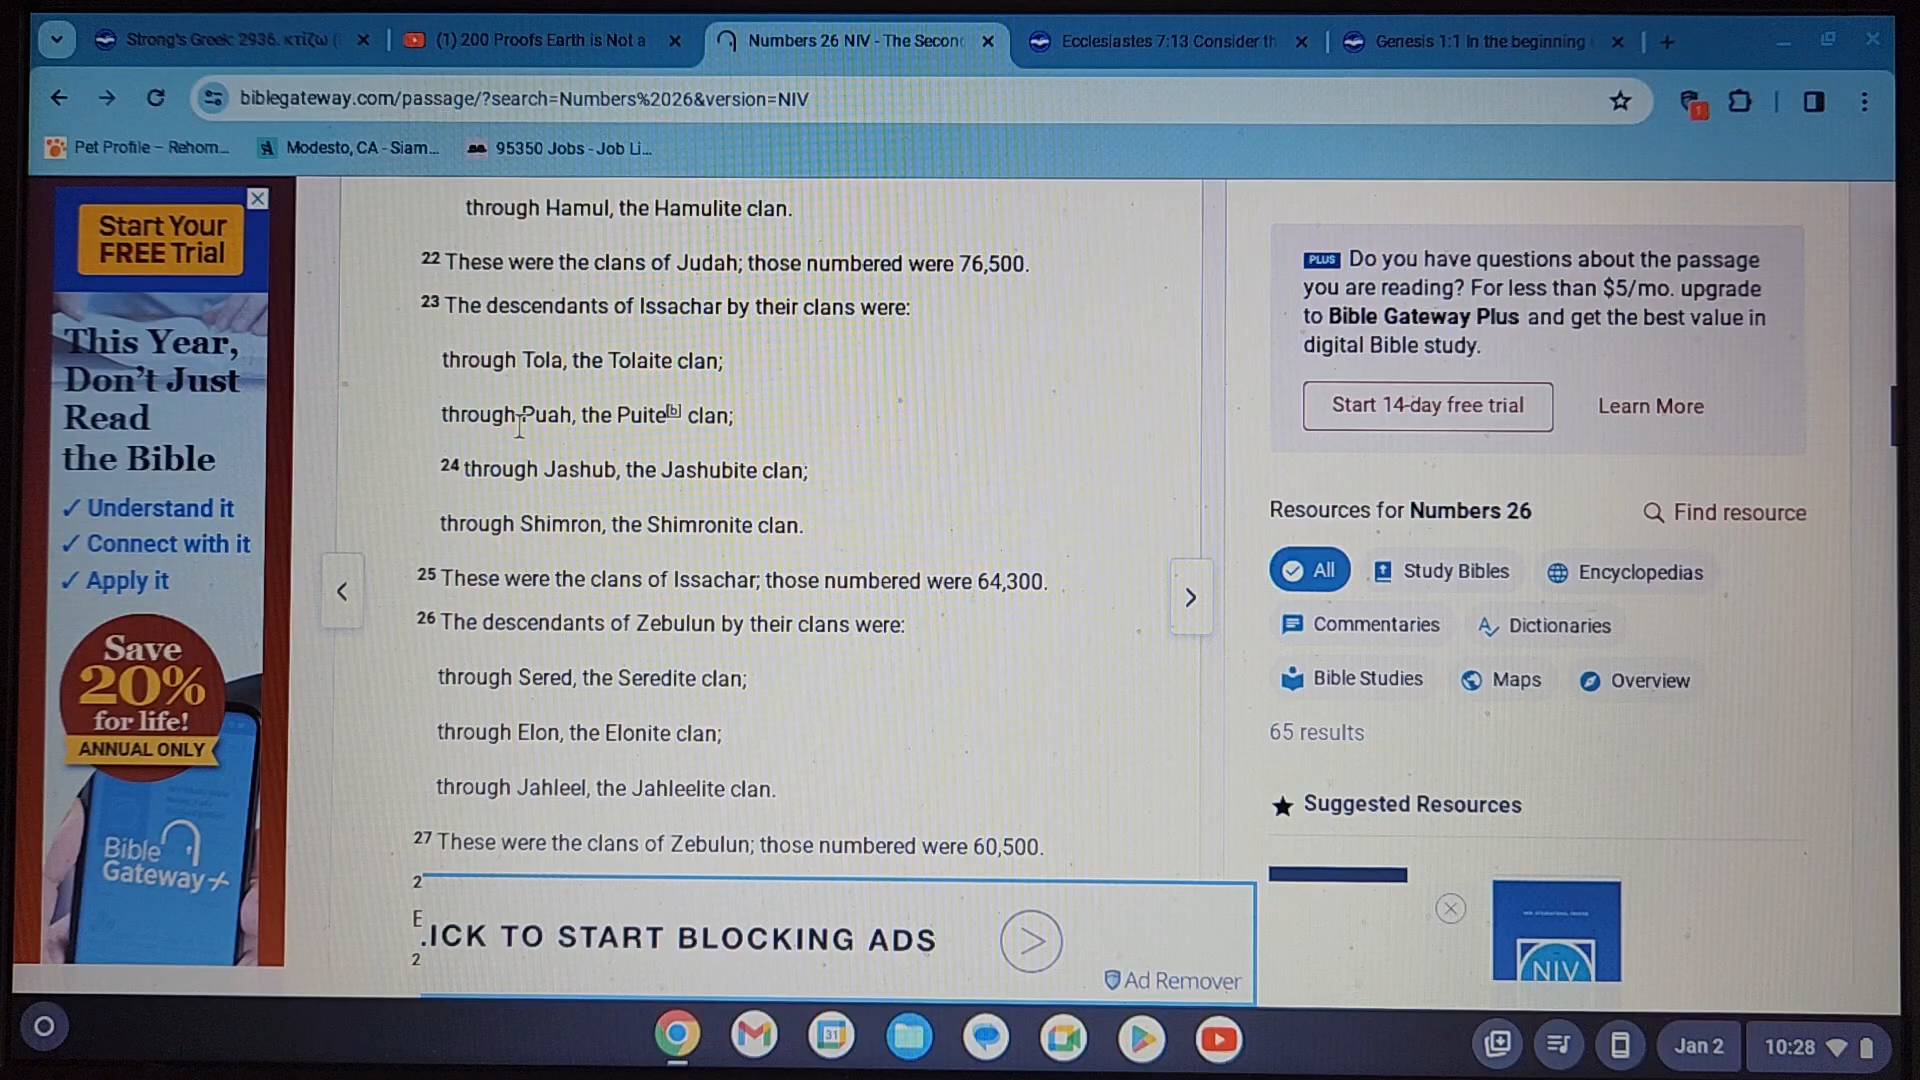 Strong's Greek: 2936. κτίζω (
(1) 200 Proofs Earth is Not a
Numbers 26 NIV - The Second
Ecclesiastes 7:13 Consider th
Genesis 1:1 In the beginning
biblegateway.com/passage/?search=Numbers%2026&version=NIV
1
Pet Profile – Rehom...
Modesto, CA - Siam...
95350 Jobs - Job Li...
Start Your
FREE Trial
This Year,
Don't Just
Read
the Bible
✓ Understand it
✓ Connect with it
✓ Apply it
Save
20%
for life!
ANNUAL ONLY
Bible
Gateway+
through Hamul, the Hamulite clan.
22 These were the clans of Judah; those numbered were 76,500.
23 The descendants of Issachar by their clans were:
through Tola, the Tolaite clan;
through Puah, the Puite[b] clan;
24 through Jashub, the Jashubite clan;
through Shimron, the Shimronite clan.
25 These were the clans of Issachar; those numbered were 64,300.
26 The descendants of Zebulun by their clans were:
through Sered, the Seredite clan;
through Elon, the Elonite clan;
through Jahleel, the Jahleelite clan.
27 These were the clans of Zebulun; those numbered were 60,500.
2
E
2
.ICK TO START BLOCKING ADS
Ad Remover
PLUS Do you have questions about the passage
you are reading? For less than $5/mo. upgrade
to Bible Gateway Plus and get the best value in
digital Bible study.
Start 14-day free trial
Learn More
Resources for Numbers 26
Find resource
All
Study Bibles
Encyclopedias
Commentaries
Dictionaries
Bible Studies
Maps
Overview
65 results
★ Suggested Resources
NIV
31
Jan 2
10:28